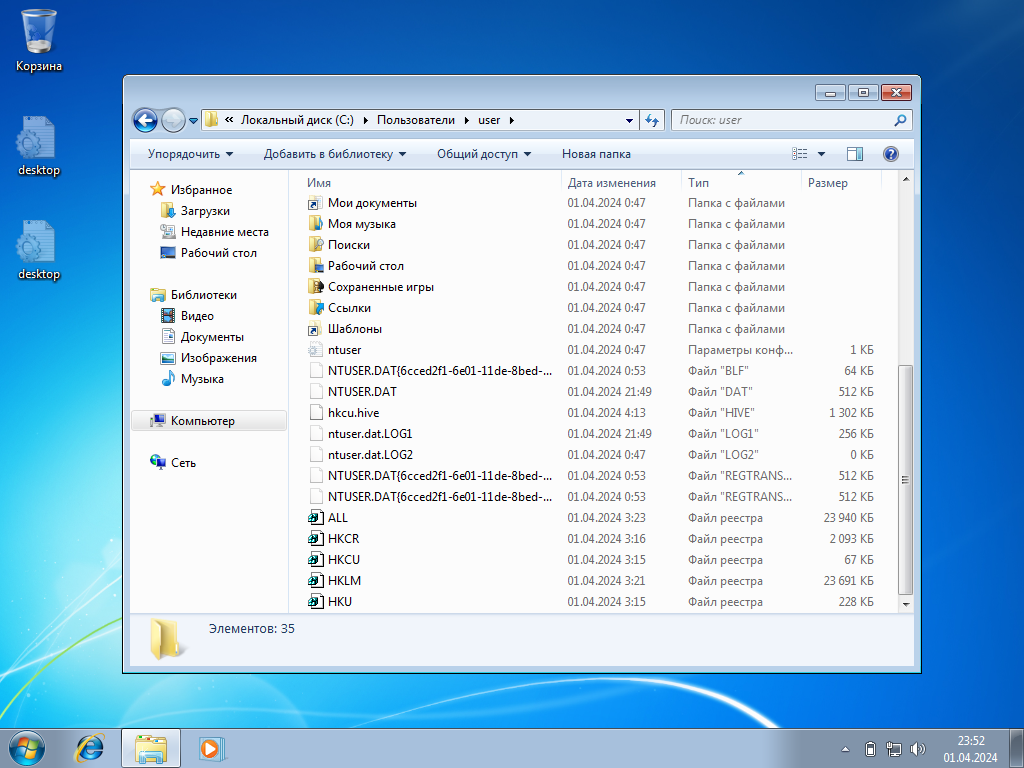 Корзина
desktop
desktop
« Локальный диск (C:) Пользователи user
Поиск: user
Упорядочить Добавить в библиотеку Общий доступ Новая папка
Избранное
Загрузки
Недавние места
Рабочий стол
Библиотеки
Видео
Документы
Изображения
Музыка
Компьютер
Сеть
Имя Дата изменения Тип Размер
Мои документы 01.04.2024 0:47 Папка с файлами
Моя музыка 01.04.2024 0:47 Папка с файлами
Поиски 01.04.2024 0:47 Папка с файлами
Рабочий стол 01.04.2024 0:47 Папка с файлами
Сохраненные игры 01.04.2024 0:47 Папка с файлами
Ссылки 01.04.2024 0:47 Папка с файлами
Шаблоны 01.04.2024 0:47 Папка с файлами
ntuser 01.04.2024 0:47 Параметры конф... 1 КБ
NTUSER.DAT{6cced2f1-6e01-11de-8bed-... 01.04.2024 0:53 Файл "BLF" 64 КБ
NTUSER.DAT 01.04.2024 21:49 Файл "DAT" 512 КБ
hkcu.hive 01.04.2024 4:13 Файл "HIVE" 1 302 КБ
ntuser.dat.LOG1 01.04.2024 21:49 Файл "LOG1" 256 КБ
ntuser.dat.LOG2 01.04.2024 0:47 Файл "LOG2" 0 КБ
NTUSER.DAT{6cced2f1-6e01-11de-8bed-... 01.04.2024 0:53 Файл "REGTRANS... 512 КБ
NTUSER.DAT{6cced2f1-6e01-11de-8bed-... 01.04.2024 0:53 Файл "REGTRANS... 512 КБ
ALL 01.04.2024 3:23 Файл реестра 23 940 КБ
HKCR 01.04.2024 3:16 Файл реестра 2 093 КБ
HKCU 01.04.2024 3:15 Файл реестра 67 КБ
HKLM 01.04.2024 3:21 Файл реестра 23 691 КБ
HKU 01.04.2024 3:15 Файл реестра 228 КБ
Элементов: 35
23:52
01.04.2024